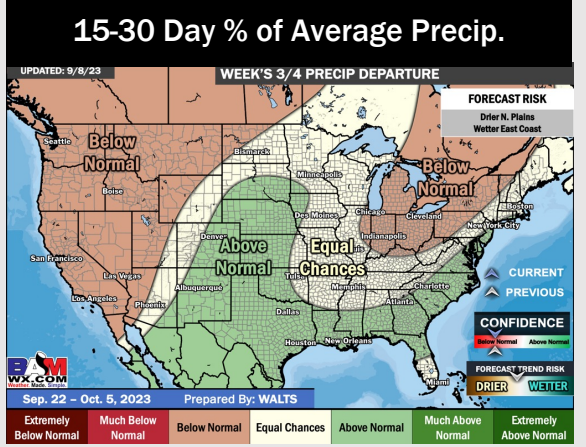 15-30 Day % of Average Precip.
UPDATED: 9/8/23
WEEK'S 3/4 PRECIP DEPARTURE
FORECAST RISK
Drier N. Plains
Wetter East Coast
Seattle
Below
Normal
Boise
Bismarck
Minneapolis
Below
Normal
Boston
New York City
Des Moines
Chicago
Cleveland
Indianapolis
San Francisco
Denver
Above
Normal
Equal
Chances
Las Vegas
Los Angeles
Phoenix
Albuquerque
Tuls
Memphis
Charlotte
Atlanta
Dallas
Houston
New Orleans
Miami
CURRENT
PREVIOUS
CONFIDENCE
Below Normal
Above Normal
FORECAST TREND RISK
DRIER
WETTER
BAM
WX.COM
Weather. Made. Simple.
Sep. 22 – Oct. 5, 2023
Prepared By: WALTS
Extremely
Below Normal
Much Below
Normal
Below Normal
Equal Chances
Above Normal
Much Above
Normal
Extremely
Above Normal